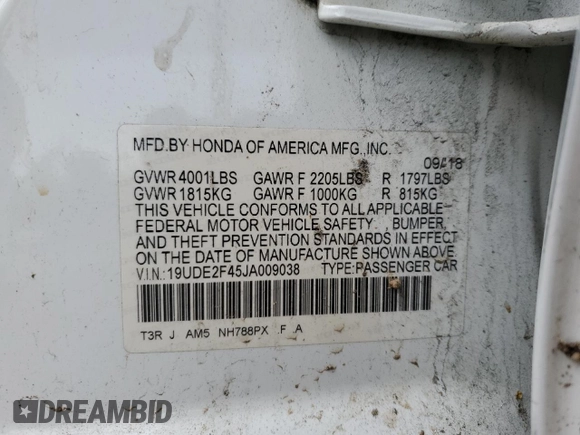 MFD.BY HONDA OF AMERICA MFG.,INC.
09/18
GVWR 4001LBS GAWR F 2205LBS R 1797LBS
GVWR 1815KG GAWR F 1000KG R 815KG
THIS VEHICLE CONFORMS TO ALL APPLICABLE
FEDERAL MOTOR VEHICLE SAFETY BUMPER,
AND THEFT PREVENTION STANDARDS IN EFFECT
ON THE DATE OF MANUFACTURE SHOWN ABOVE
V.I.N.:19UDE2F45JA009038 TYPE:PASSENGER CAR
T3R J AM5 NH788PX .F .A
DREAMBID